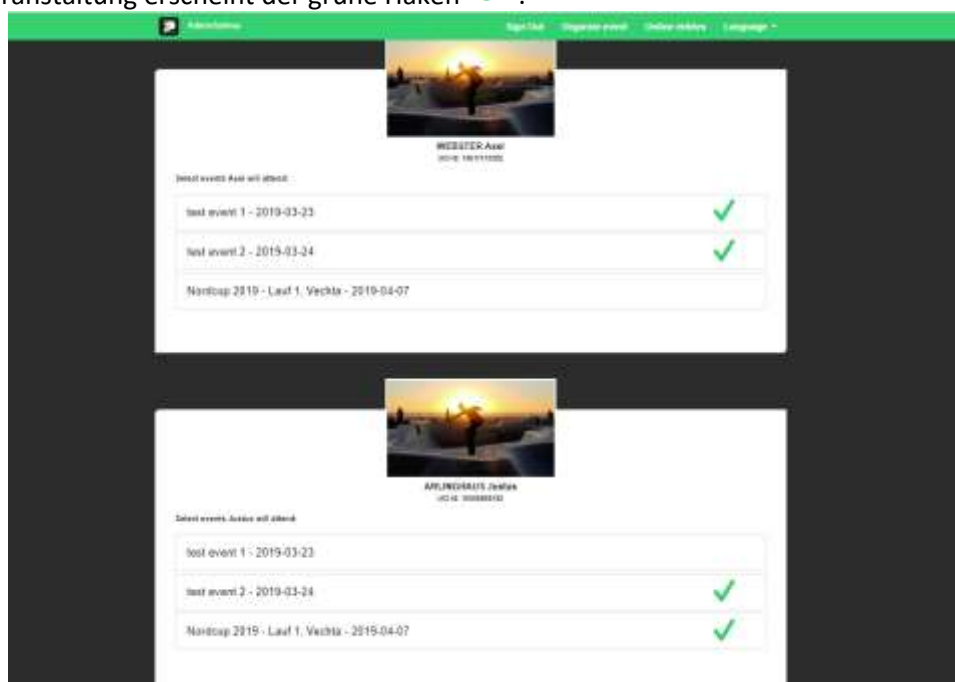 ranstaltung erscheint der grüne Haken .
Sign Out Organize event Online entries Language
WEBSTER Axel
Select events Axel will attend:
test event 1 - 2019-03-23
test event 2 - 2019-03-24
Nordcup 2019 - Lauf 1, Vechta - 2019-04-07
ARLINGHAUS Justus
Select events Justus will attend:
test event 1 - 2019-03-23
test event 2 - 2019-03-24
Nordcup 2019 - Lauf 1, Vechta - 2019-04-07